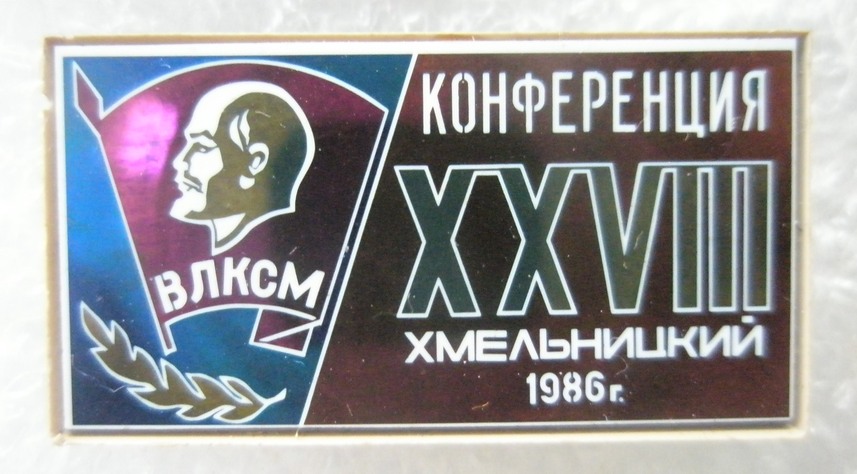 КОНФЕРЕНЦИЯ
XXVIII
ВЛКСМ
ХМЕЛЬНИЦКИЙ
1986г.